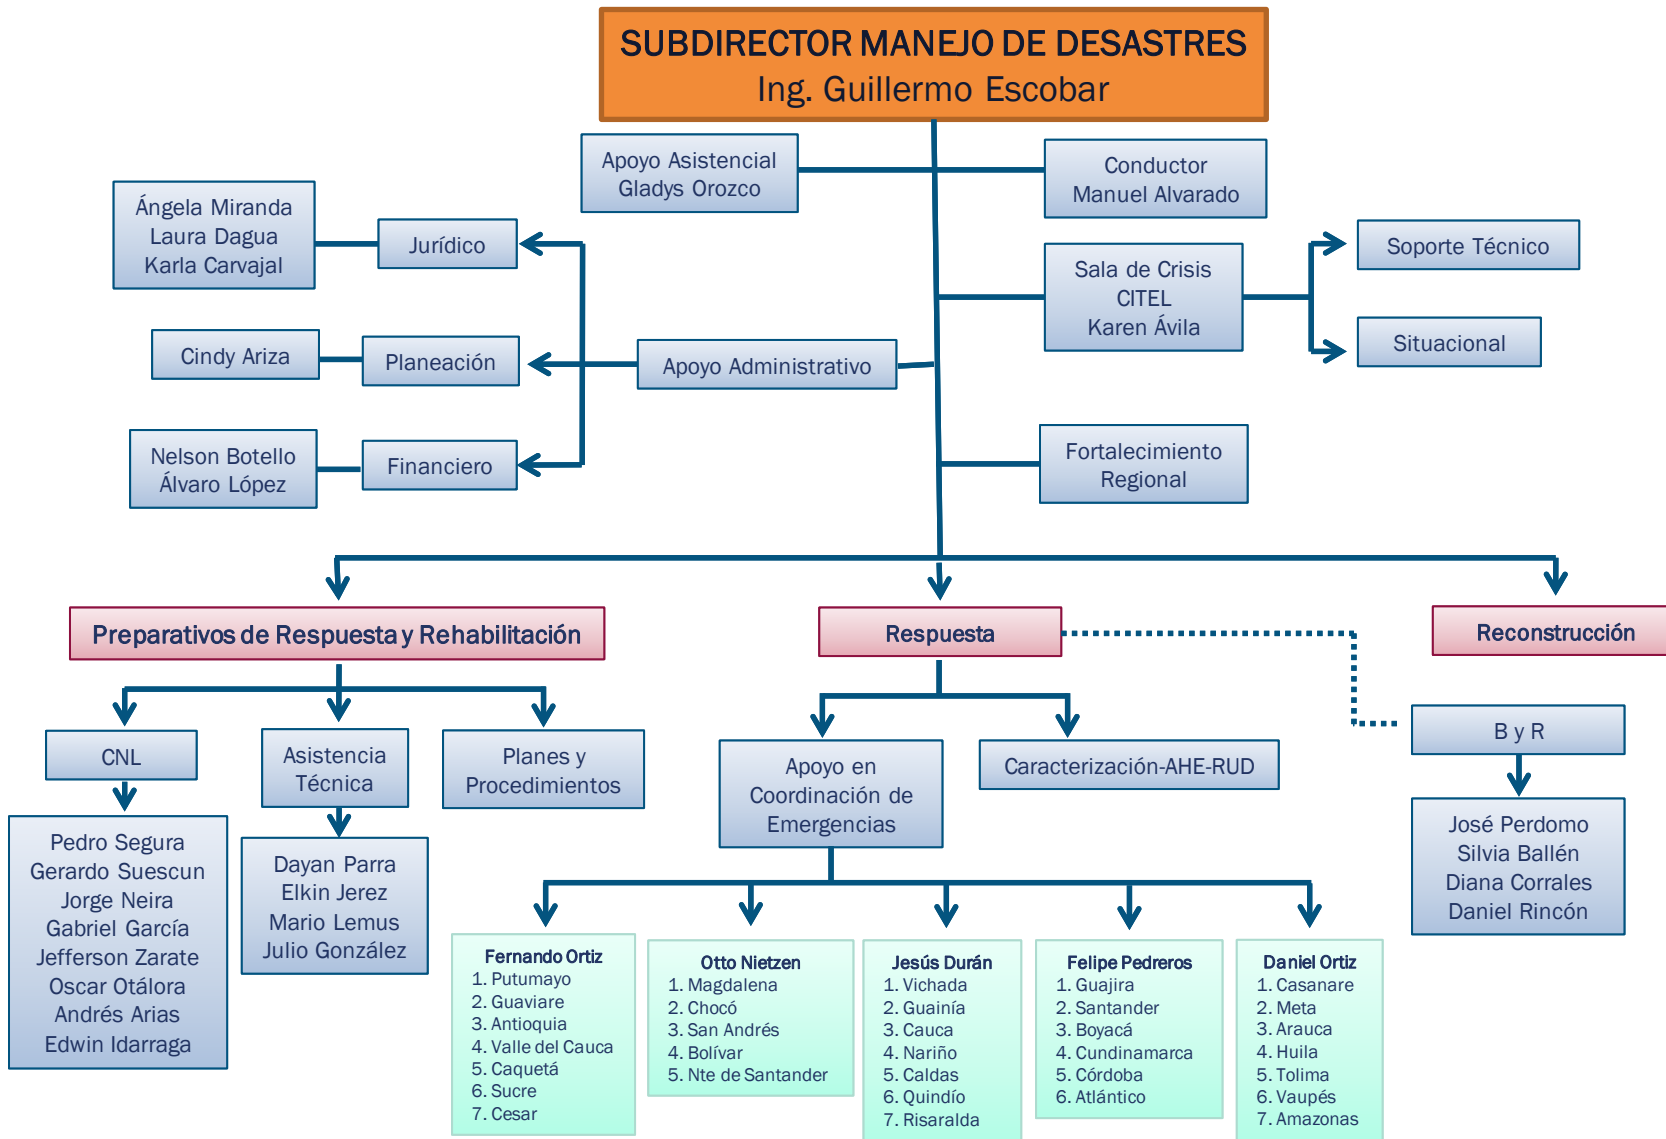 SUBDIRECTOR MANEJO DE DESASTRES
Ing. Guillermo Escobar
Apoyo Asistencial
Gladys Orozco
Conductor
Manuel Alvarado
Ángela Miranda
Laura Dagua
Karla Carvajal
Jurídico
Sala de Crisis
CITEL
Karen Ávila
Soporte Técnico
Situacional
Cindy Ariza
Planeación
Apoyo Administrativo
Nelson Botello
Álvaro López
Financiero
Fortalecimiento
Regional
Preparativos de Respuesta y Rehabilitación
Respuesta
Reconstrucción
CNL
Asistencia
Técnica
Planes y
Procedimientos
Apoyo en
Coordinación de
Emergencias
Caracterización-AHE-RUD
B y R
Pedro Segura
Gerardo Suescun
Jorge Neira
Gabriel García
Jefferson Zarate
Oscar Otálora
Andrés Arias
Edwin Idarraga
Dayan Parra
Elkin Jerez
Mario Lemus
Julio González
José Perdomo
Silvia Ballén
Diana Corrales
Daniel Rincón
Fernando Ortiz
1. Putumayo
2. Guaviare
3. Antioquia
4. Valle del Cauca
5. Caquetá
6. Sucre
7. Cesar
Otto Nietzen
1. Magdalena
2. Chocó
3. San Andrés
4. Bolívar
5. Nte de Santander
Jesús Durán
1. Vichada
2. Guainía
3. Cauca
4. Nariño
5. Caldas
6. Quindío
7. Risaralda
Felipe Pedreros
1. Guajira
2. Santander
3. Boyacá
4. Cundinamarca
5. Córdoba
6. Atlántico
Daniel Ortiz
1. Casanare
2. Meta
3. Arauca
4. Huila
5. Tolima
6. Vaupés
7. Amazonas